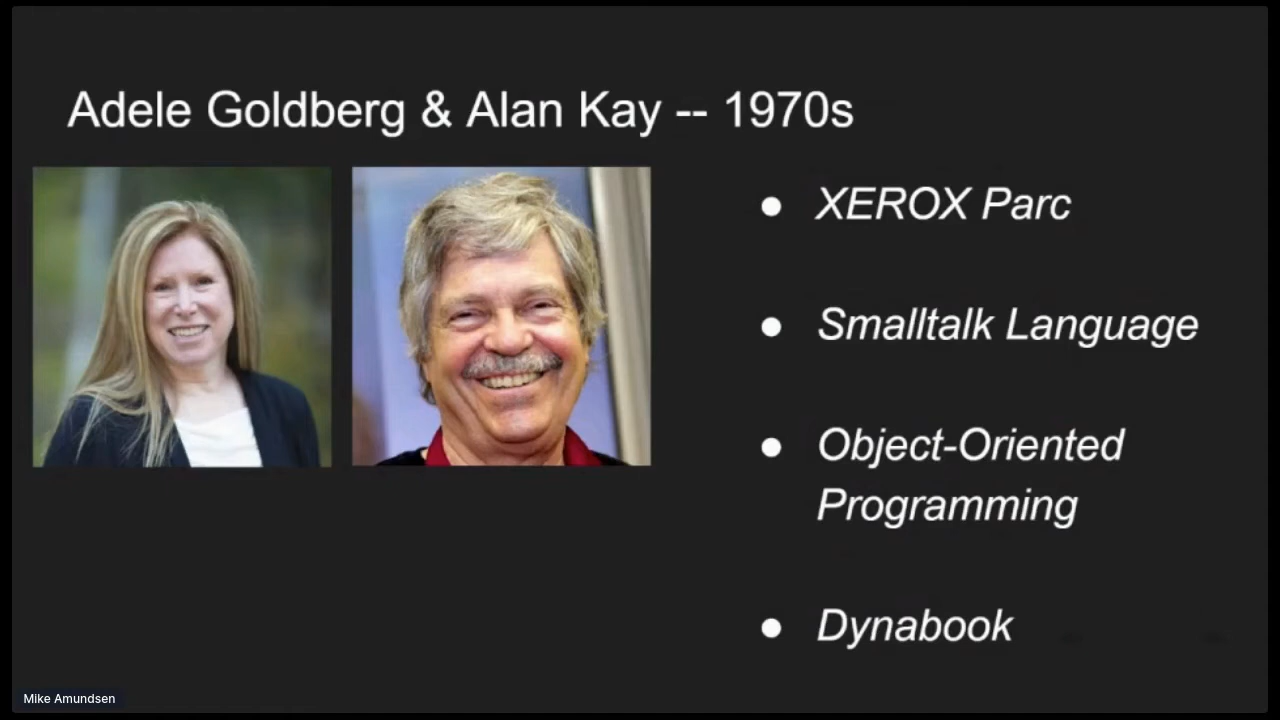 Adele Goldberg & Alan Kay -- 1970s
● XEROX Parc
● Smalltalk Language
● Object-Oriented
Programming
● Dynabook
Mike Amundsen